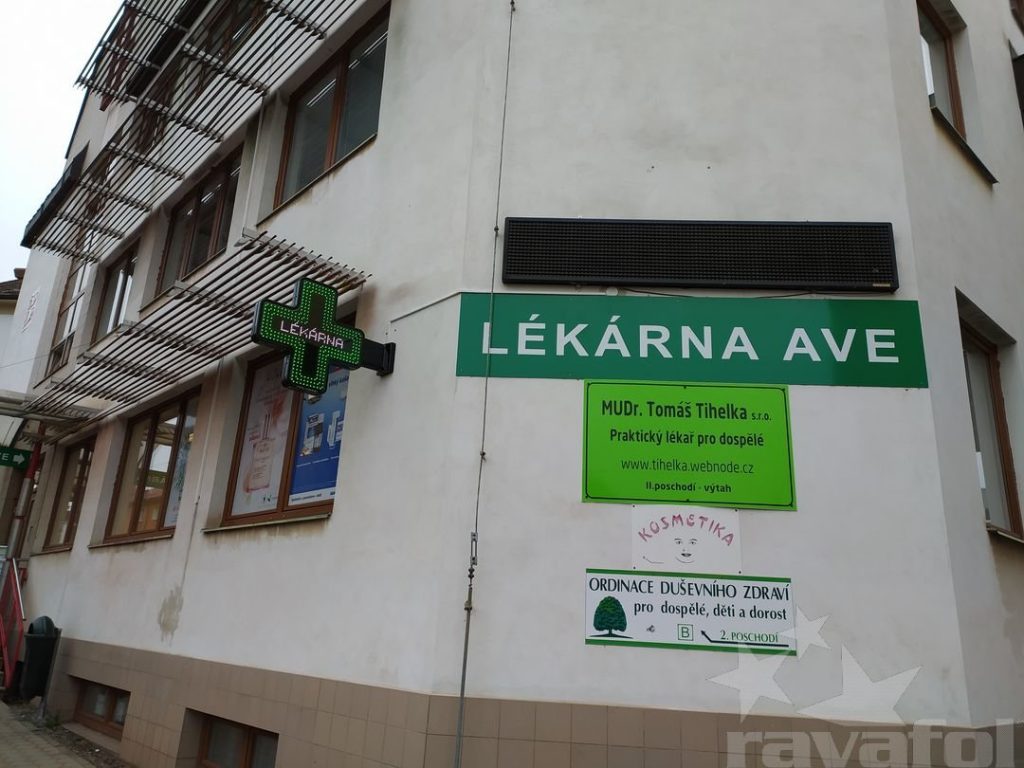 LÉKÁRNA
LÉKÁRNA AVE
MUDr. Tomáš Tihelka s.r.o.
Praktický lékař pro dospělé
www.tihelka.webnode.cz
II.poschodí - výtah
KOSMETIKA
ORDINACE DUŠEVNÍHO ZDRAVÍ
pro dospělé, děti a dorost
B 2. POSCHODÍ
ravafol